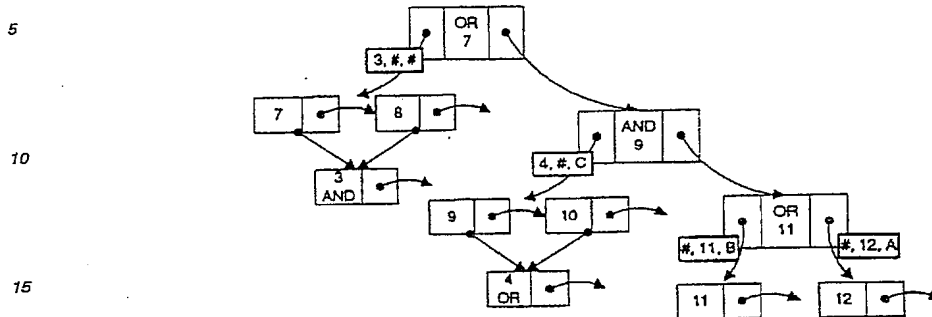 5
OR
7
3, #, #
7
8
AND
9
10
3
AND
4, #, C
9
10
OR
11
#, 11, B
#, 12, A
4
OR
15
11
12